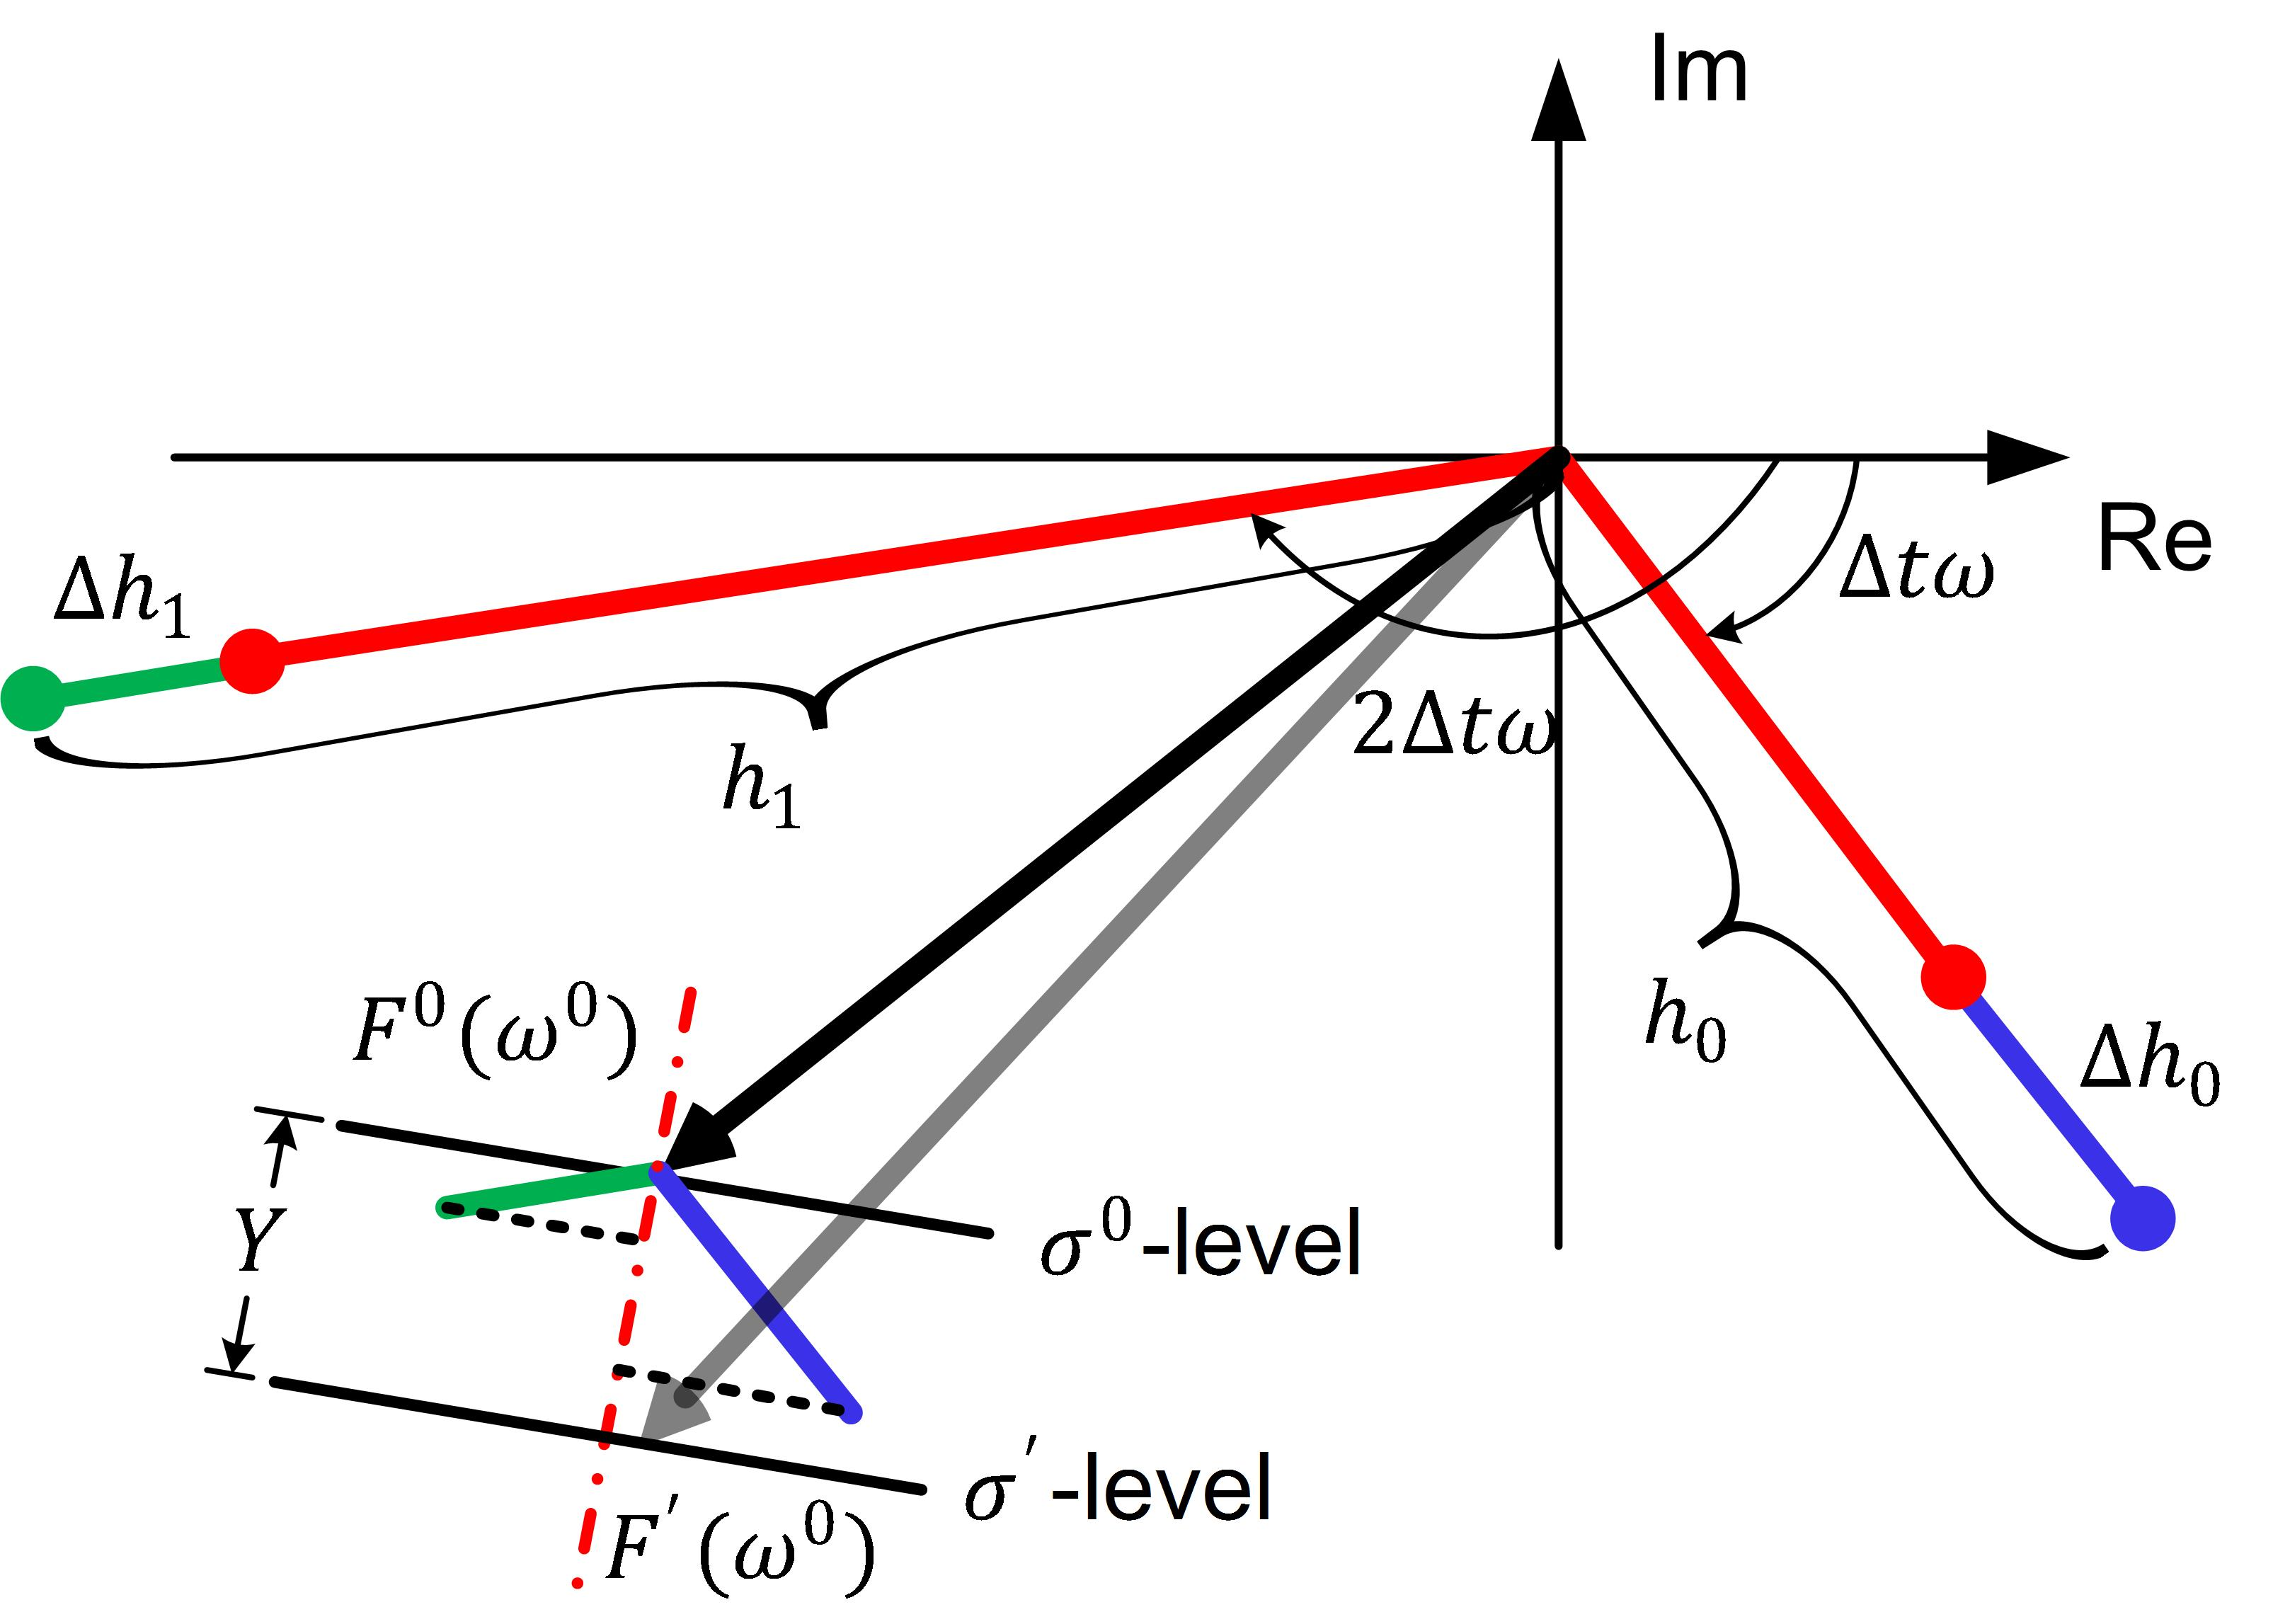 Im
Re
Δtω
Δh₁
2Δtω
h₁
h₀
F⁰(ω⁰)
Δh₀
Y
σ⁰-level
σ′-level
F′(ω⁰)